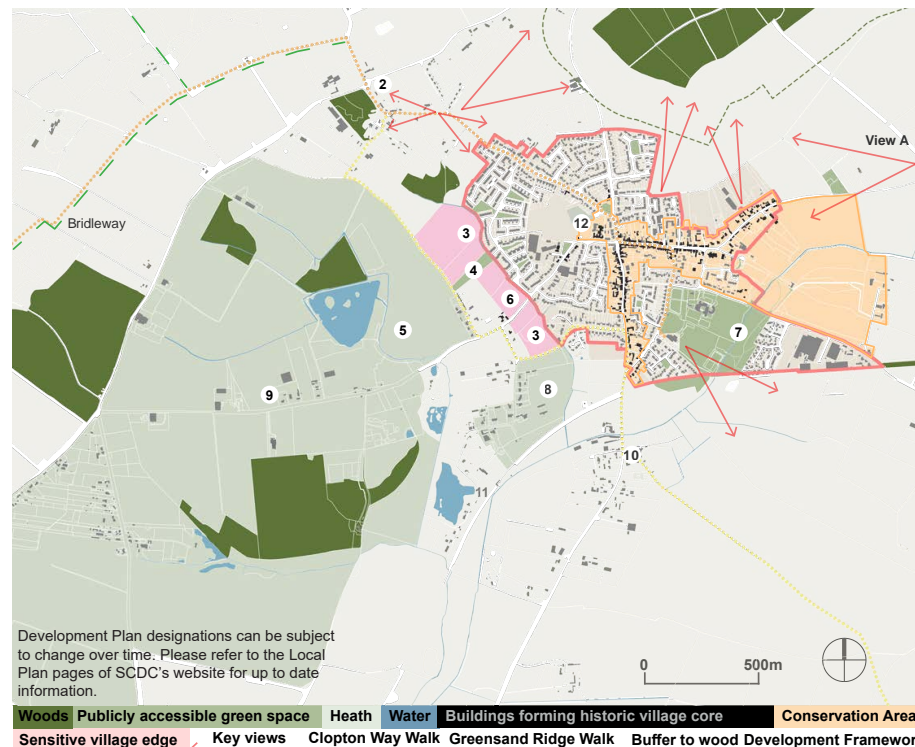 2
View A
Bridleway
12
3
4
6
5
3
7
8
9
10
11
Development Plan designations can be subject
to change over time. Please refer to the Local
Plan pages of SCDC's website for up to date
information.
0 500m
Woods Publicly accessible green space Heath Water Buildings forming historic village core Conservation Area
Sensitive village edge Key views Clopton Way Walk Greensand Ridge Walk Buffer to wood Development Framewor